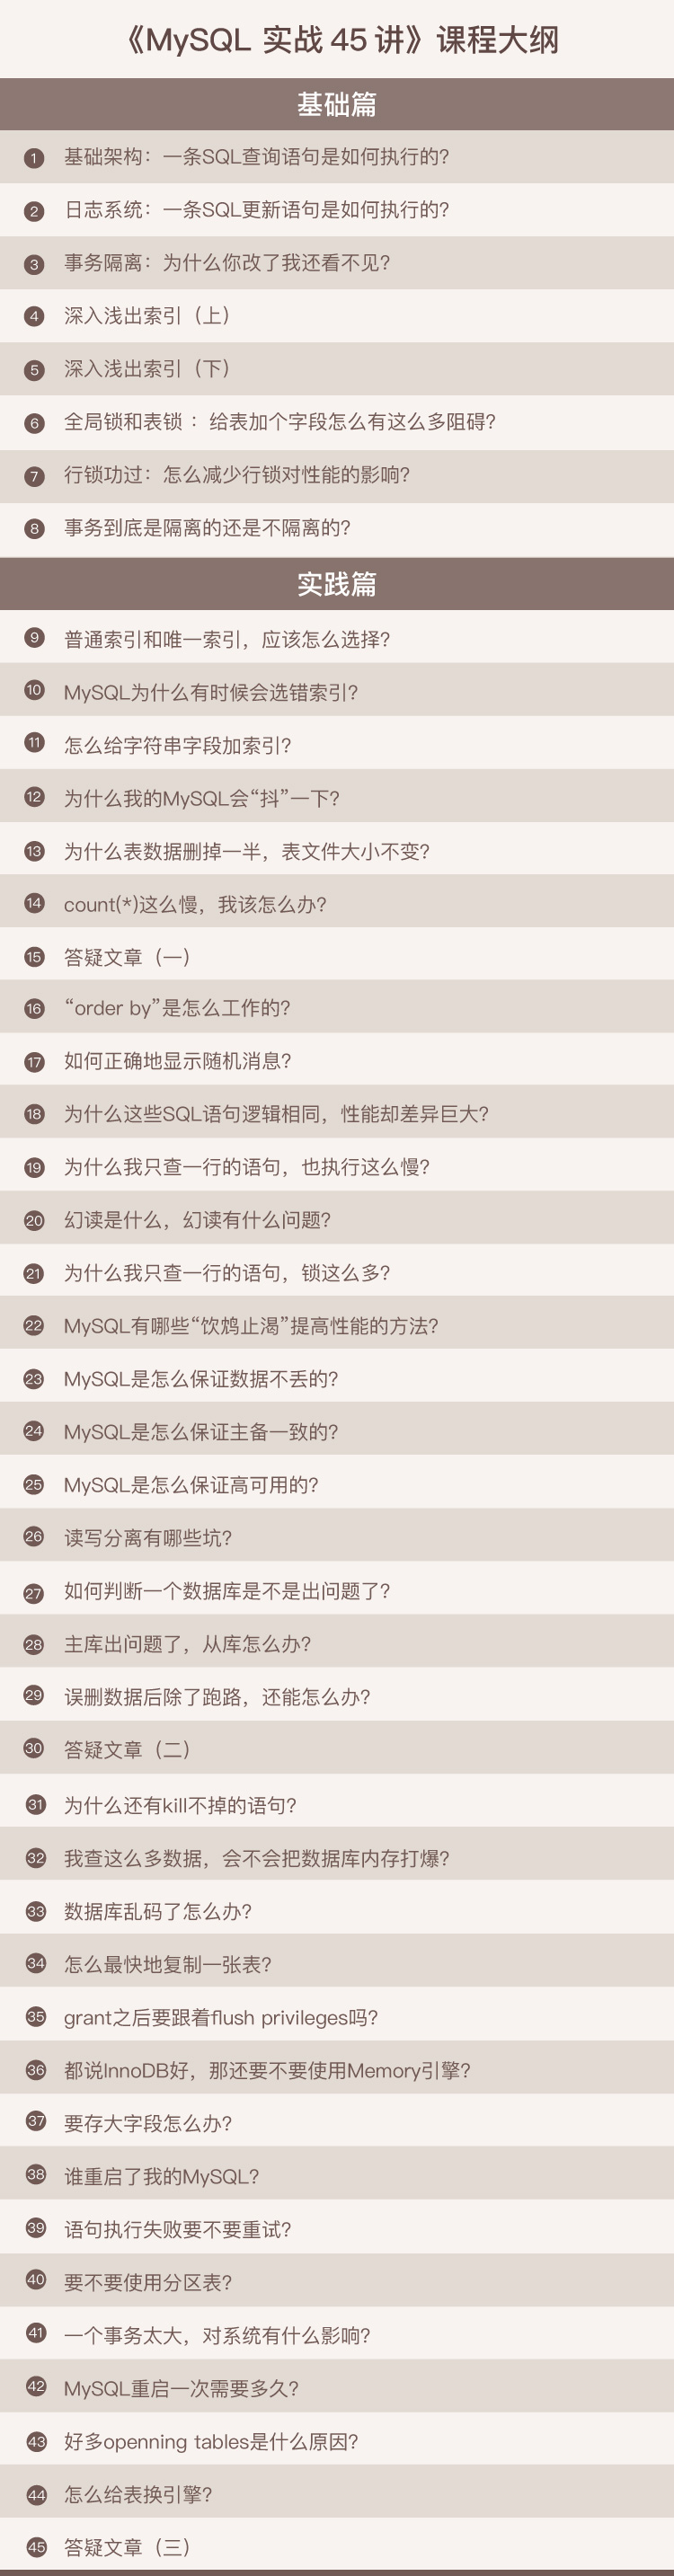 《MySQL 实战 45 讲》课程大纲
基础篇
1 基础架构：一条SQL查询语句是如何执行的？
2 日志系统：一条SQL更新语句是如何执行的？
3 事务隔离：为什么你改了我还看不见？
4 深入浅出索引（上）
5 深入浅出索引（下）
6 全局锁和表锁 ：给表加个字段怎么有这么多阻碍？
7 行锁功过：怎么减少行锁对性能的影响？
8 事务到底是隔离的还是不隔离的？
实践篇
9 普通索引和唯一索引，应该怎么选择？
10 MySQL为什么有时候会选错索引？
11 怎么给字符串字段加索引？
12 为什么我的MySQL会“抖”一下？
13 为什么表数据删掉一半，表文件大小不变？
14 count(*)这么慢，我该怎么办？
15 答疑文章（一）
16 “order by”是怎么工作的？
17 如何正确地显示随机消息？
18 为什么这些SQL语句逻辑相同，性能却差异巨大？
19 为什么我只查一行的语句，也执行这么慢？
20 幻读是什么，幻读有什么问题？
21 为什么我只查一行的语句，锁这么多？
22 MySQL有哪些“饮鸩止渴”提高性能的方法？
23 MySQL是怎么保证数据不丢的？
24 MySQL是怎么保证主备一致的？
25 MySQL是怎么保证高可用的？
26 读写分离有哪些坑？
27 如何判断一个数据库是不是出问题了？
28 主库出问题了，从库怎么办？
29 误删数据后除了跑路，还能怎么办？
30 答疑文章（二）
31 为什么还有kill不掉的语句？
32 我查这么多数据，会不会把数据库内存打爆？
33 数据库乱码了怎么办？
34 怎么最快地复制一张表？
35 grant之后要跟着flush privileges吗？
36 都说InnoDB好，那还要不要使用Memory引擎？
37 要存大字段怎么办？
38 谁重启了我的MySQL？
39 语句执行失败要不要重试？
40 要不要使用分区表？
41 一个事务太大，对系统有什么影响？
42 MySQL重启一次需要多久？
43 好多openning tables是什么原因？
44 怎么给表换引擎？
45 答疑文章（三）